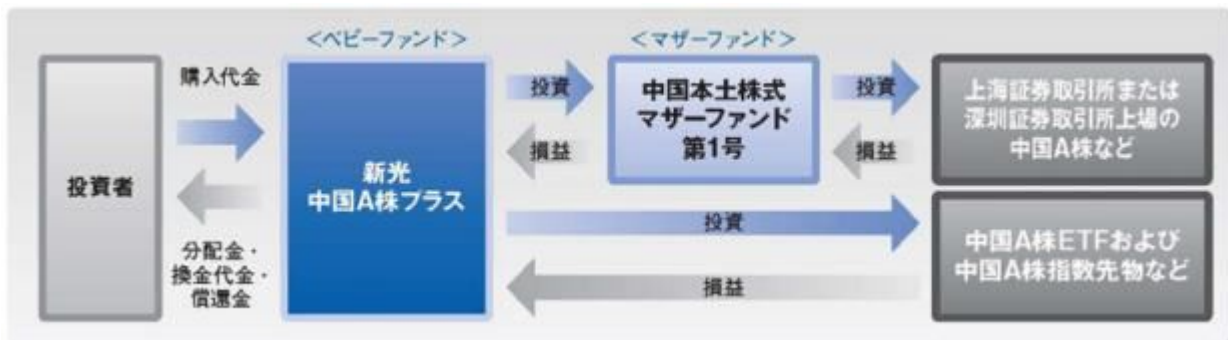 ＜ベビーファンド＞
＜マザーファンド＞
投資者
購入代金
分配金・
換金代金・
償還金
新光
中国A株プラス
投資
損益
中国本土株式
マザーファンド
第1号
投資
損益
上海証券取引所または
深圳証券取引所上場の
中国A株など
投資
損益
中国A株ETFおよび
中国A株指数先物など